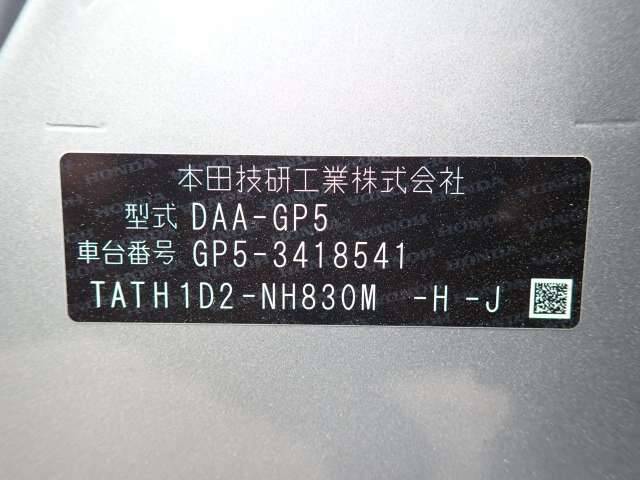 本田技研工業株式会社
型式 DAA-GP5
車台番号 GP5-3418541
TATH1D2-NH830M -H -J